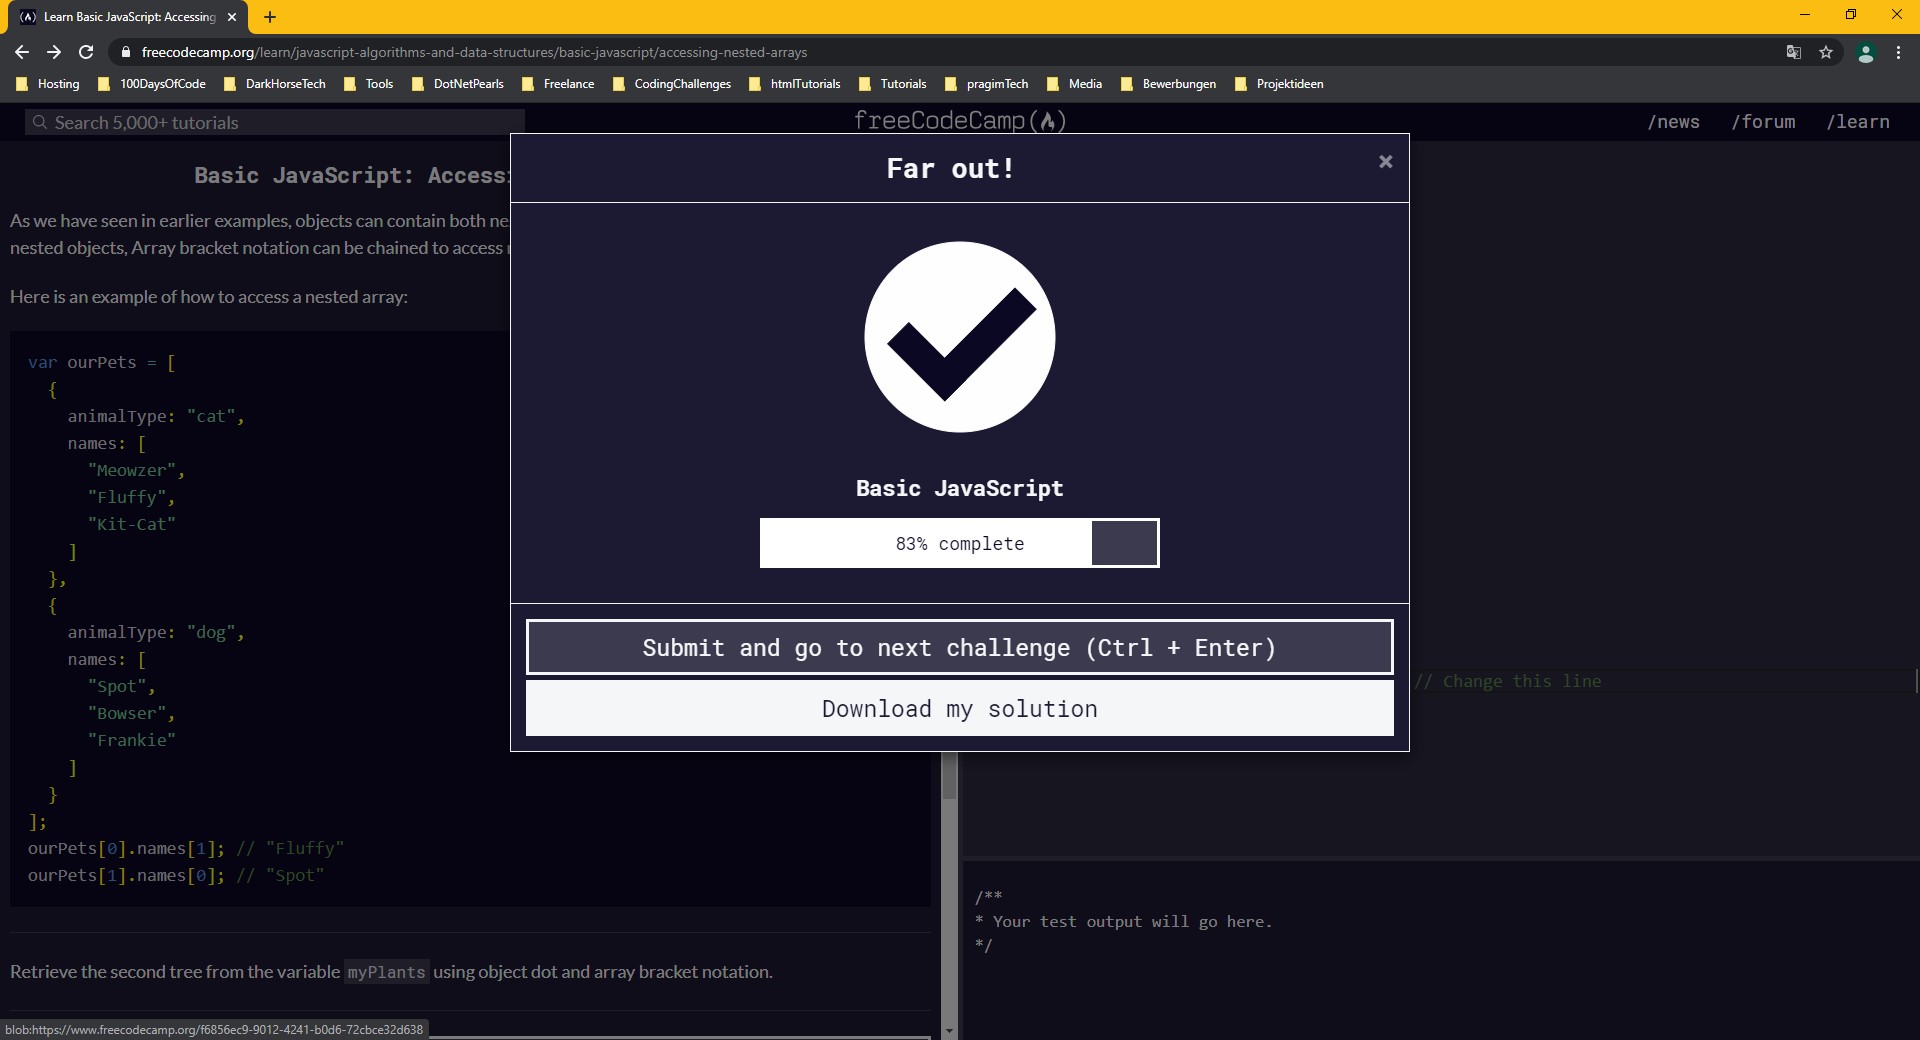 Learn Basic JavaScript: Accessing
freecodecamp.org/learn/javascript-algorithms-and-data-structures/basic-javascript/accessing-nested-arrays
Hosting 100DaysOfCode DarkHorseTech Tools DotNetPearls Freelance CodingChallenges htmlTutorials Tutorials pragimTech Media Bewerbungen Projektideen
Search 5,000+ tutorials
freeCodeCamp
/news /forum /learn
Basic JavaScript: Access
As we have seen in earlier examples, objects can contain both ne
nested objects, Array bracket notation can be chained to access
Here is an example of how to access a nested array:
var ourPets = [
{
animalType: "cat",
names: [
"Meowzer",
"Fluffy",
"Kit-Cat"
]
},
{
animalType: "dog",
names: [
"Spot",
"Bowser",
"Frankie"
]
}
];
ourPets[0].names[1]; // "Fluffy"
ourPets[1].names[0]; // "Spot"
Retrieve the second tree from the variable myPlants using object dot and array bracket notation.
blob:https://www.freecodecamp.org/f6856ec9-9012-4241-b0d6-72cbce32d638
Far out!
×
Basic JavaScript
83% complete
Submit and go to next challenge (Ctrl + Enter)
Download my solution
// Change this line
/**
* Your test output will go here.
*/